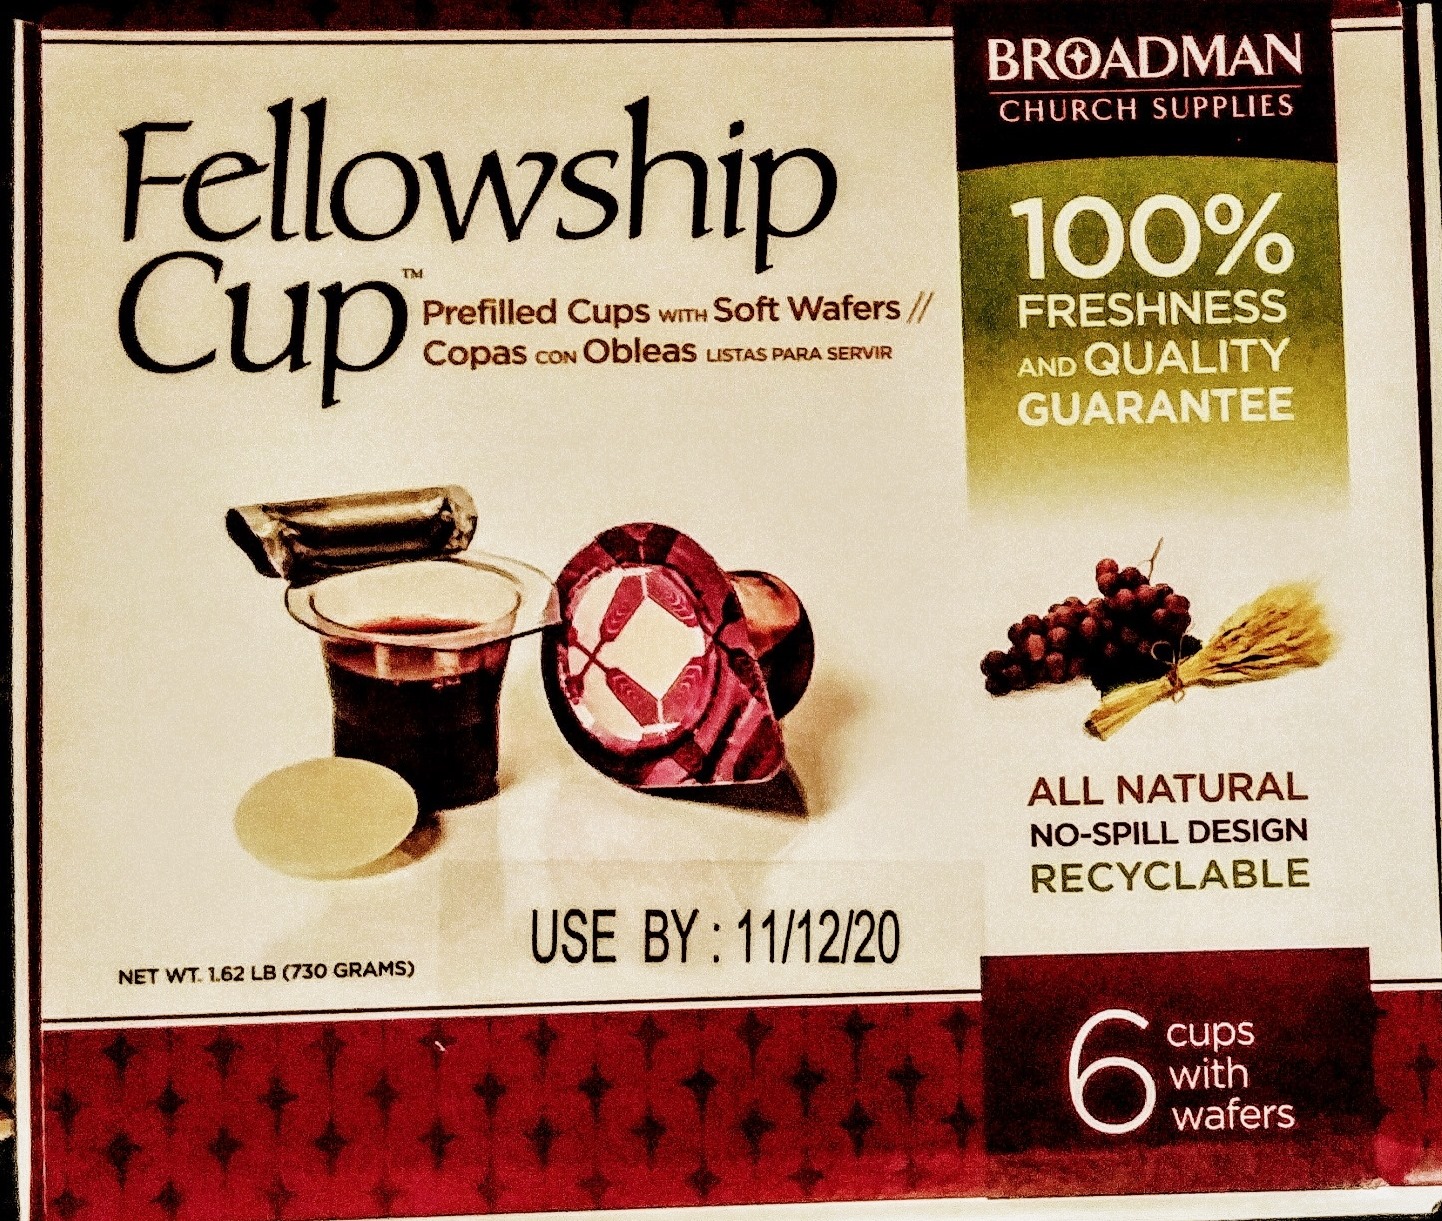 BROADMAN
CHURCH SUPPLIES
Fellowship
Cup™
Prefilled Cups WITH Soft Wafers //
Copas CON Obleas LISTAS PARA SERVIR
100%
FRESHNESS
AND QUALITY
GUARANTEE
ALL NATURAL
NO-SPILL DESIGN
RECYCLABLE
USE BY : 11/12/20
NET WT. 1.62 LB (730 GRAMS)
6 cups
with
wafers